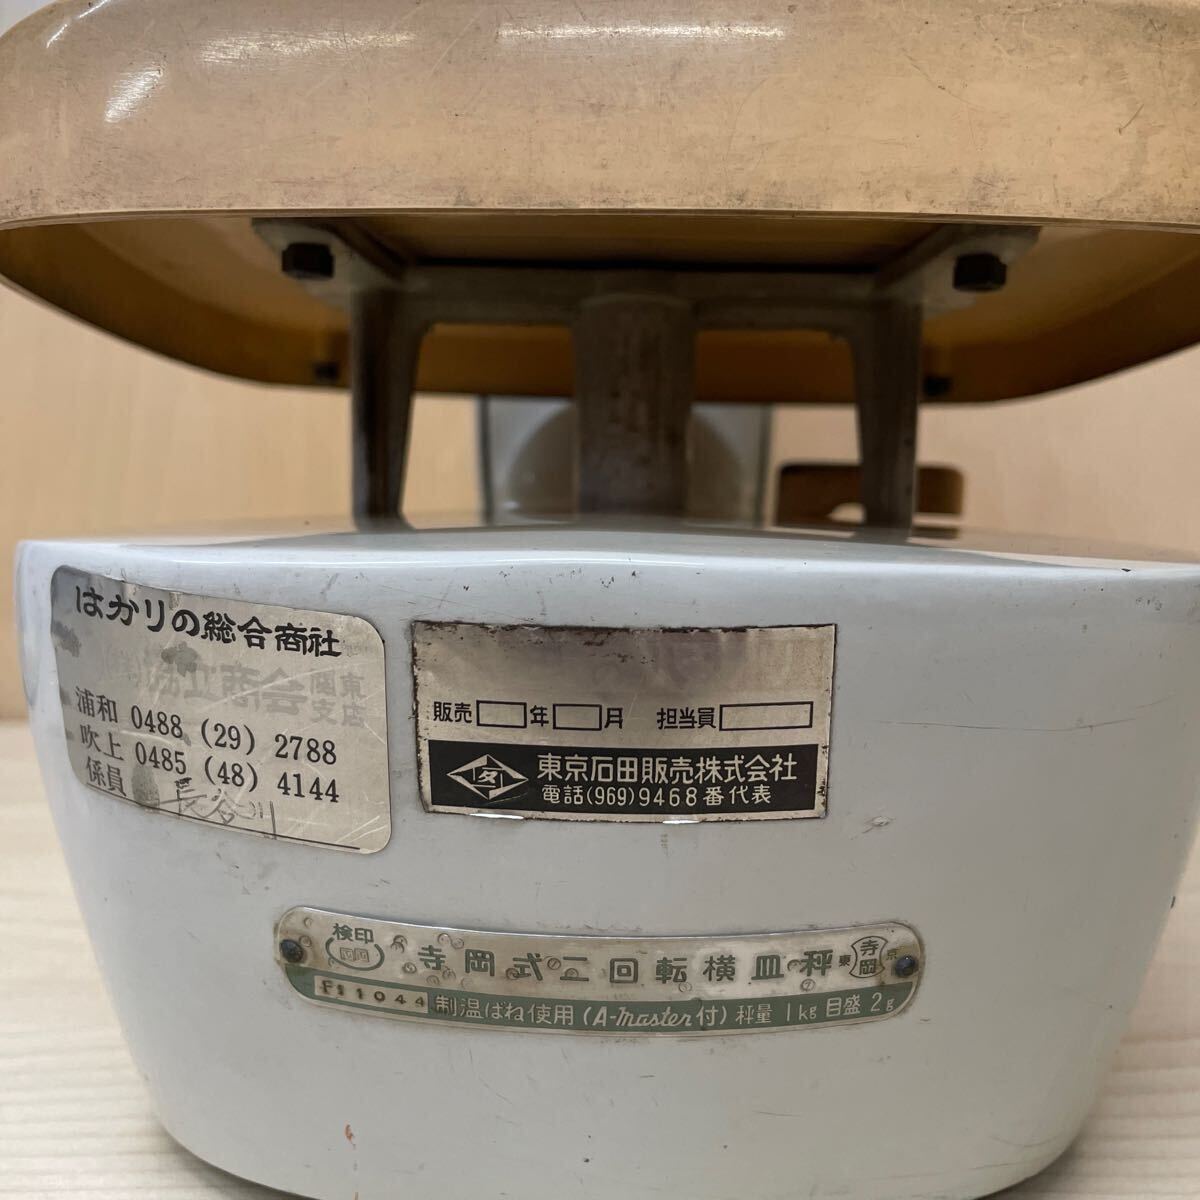 はかりの総合商社
商会 関東支店
浦和 0488 (29) 2788
吹上 0485 (48) 4144
係員 長谷川
販売 年 月 担当員
東京石田販売株式会社
電話(969)9468番代表
検印 寺岡式二回転横皿秤 東 寺岡 京
F11044 制温ばね使用(A-master付) 秤量 1kg 目盛 2g